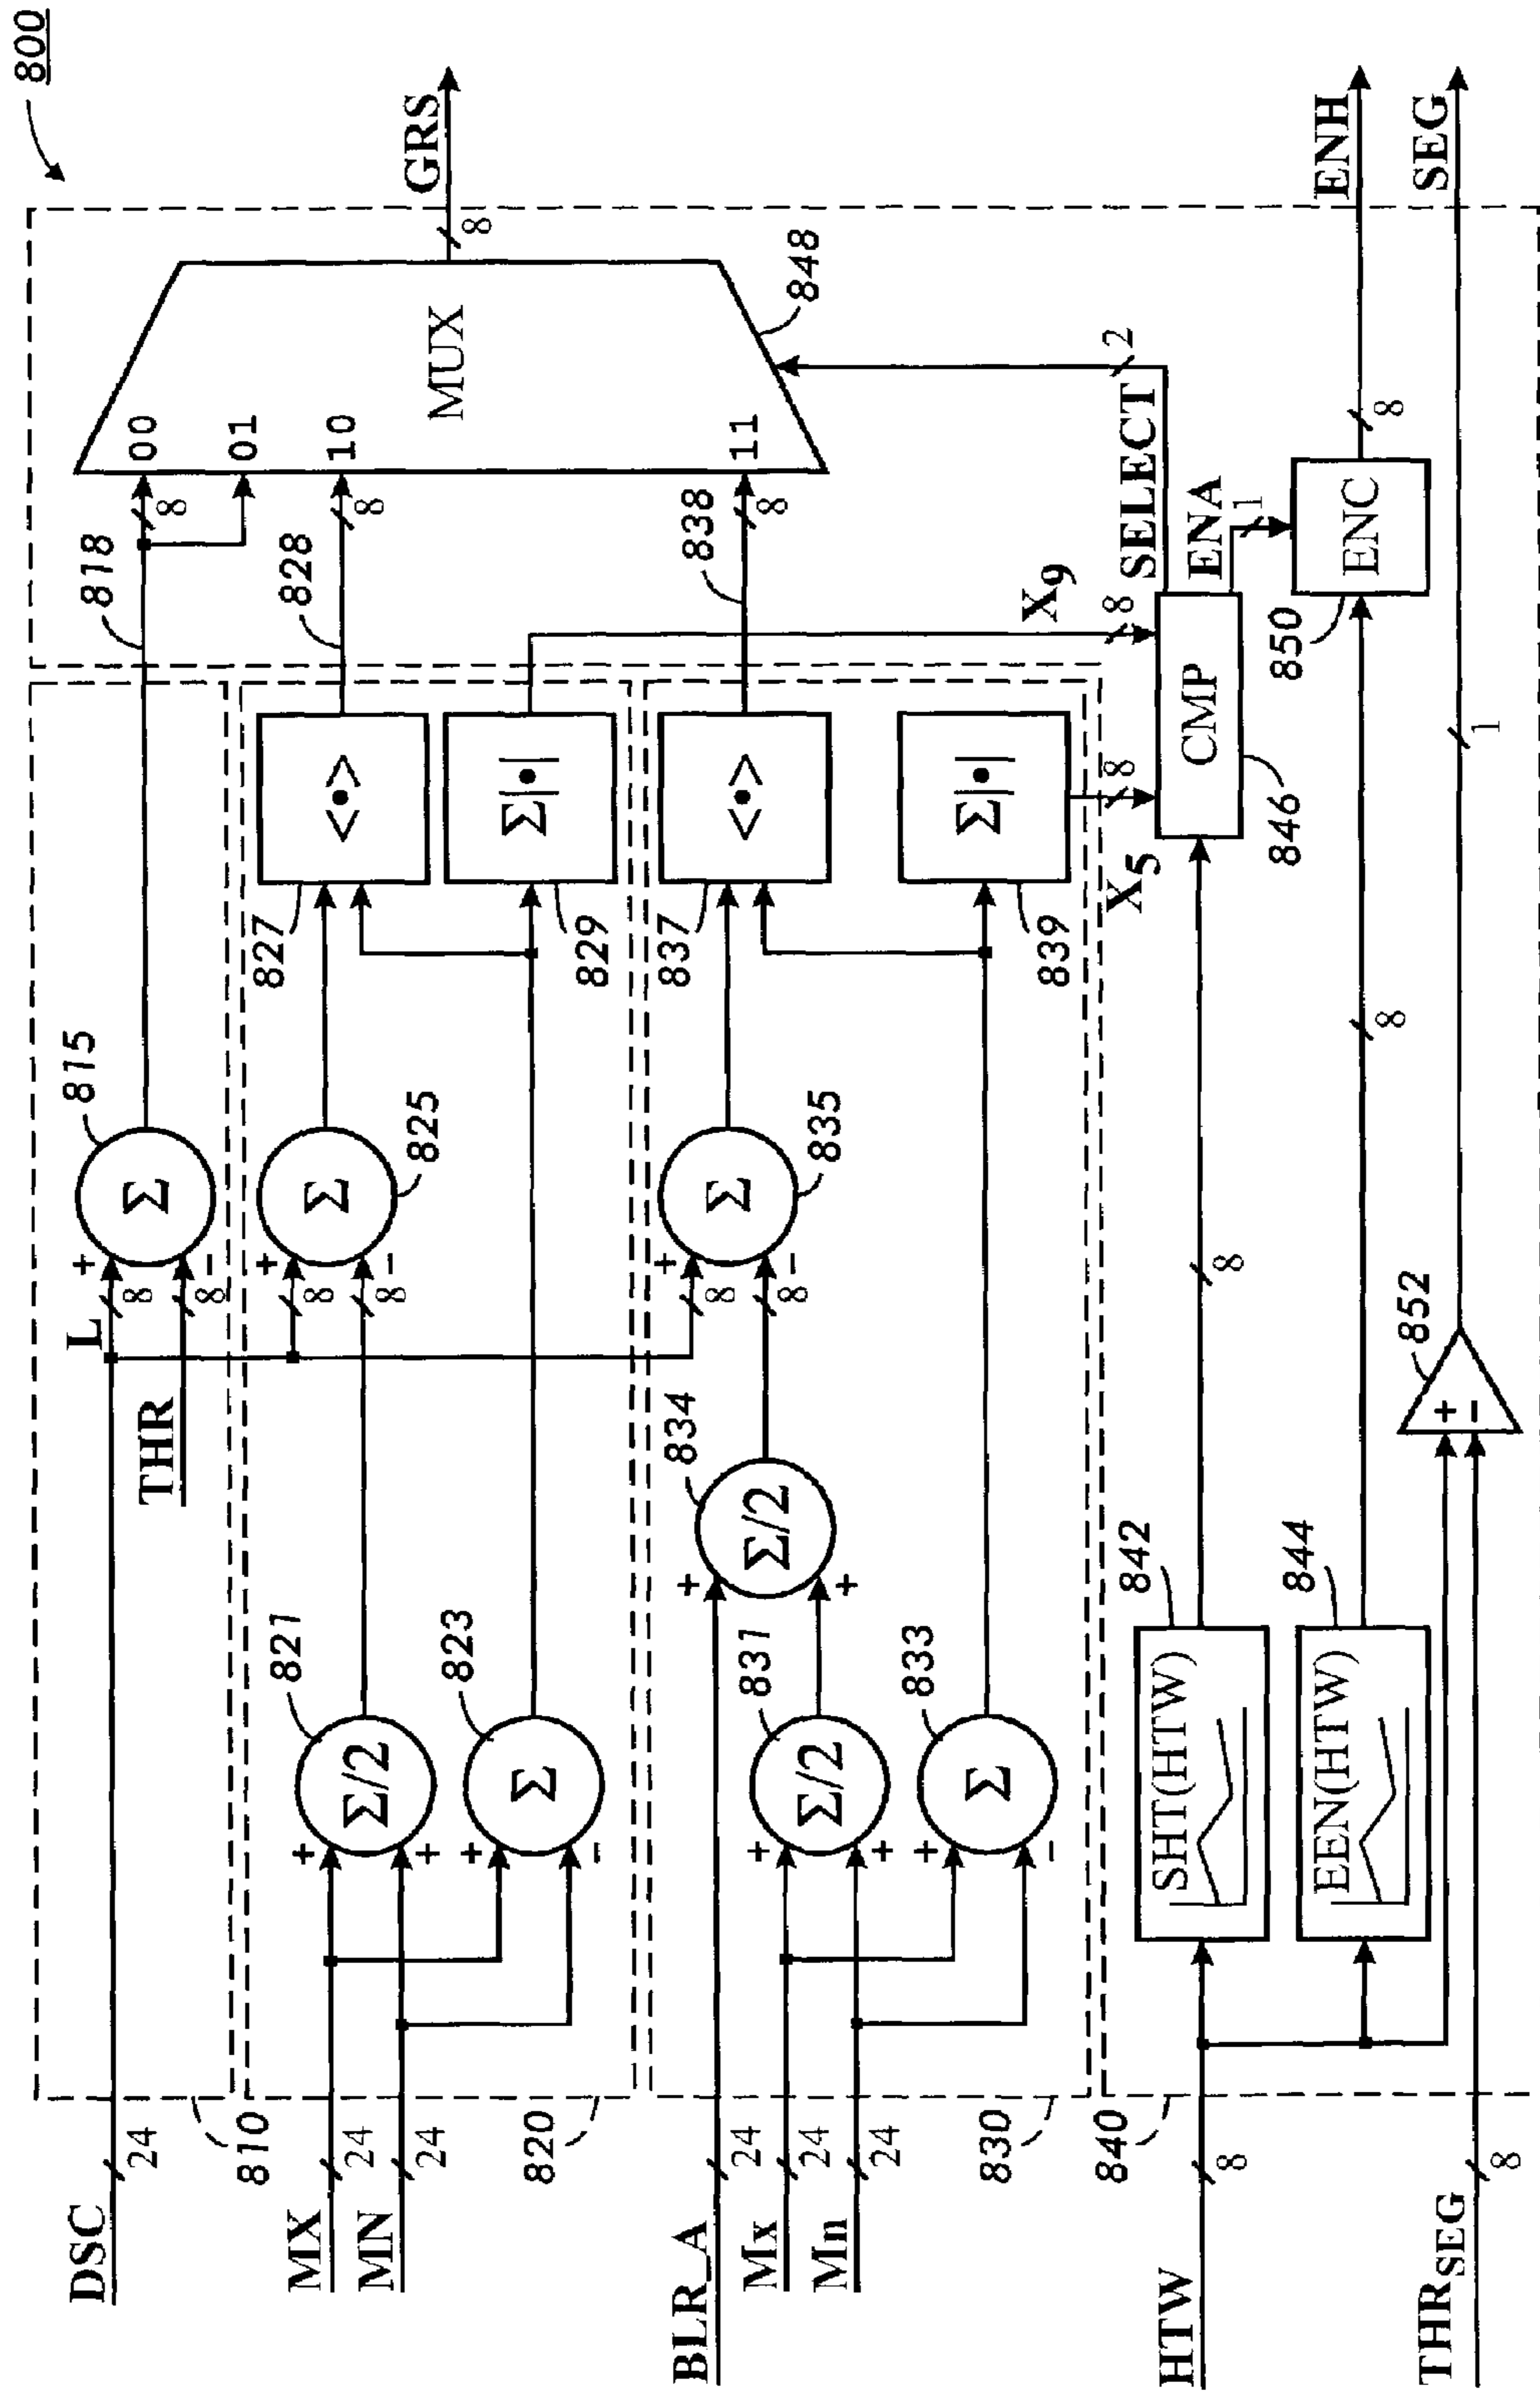 800
DSC
24
810
L
+
8
THR
8
-
815
Σ
818
8
00
01
10
11
MUX
848
8
GRS
MX
24
MN
24
820
+
+
Σ/2
821
+
-
Σ
823
+
8
8
-
Σ
825
827
<•>
828
8
Σ|•|
829
X9
8
BLR_A
24
Mx
24
Mn
24
830
+
+
Σ/2
831
+
-
Σ
833
+
+
Σ/2
834
+
8
8
-
Σ
835
837
<•>
838
8
Σ|•|
839
X5
8
SELECT
2
CMP
846
ENA
1
HTW
8
840
SHT(HTW)
842
8
EEN(HTW)
844
8
ENC
850
8
ENH
THRSEG
8
+
-
852
1
SEG